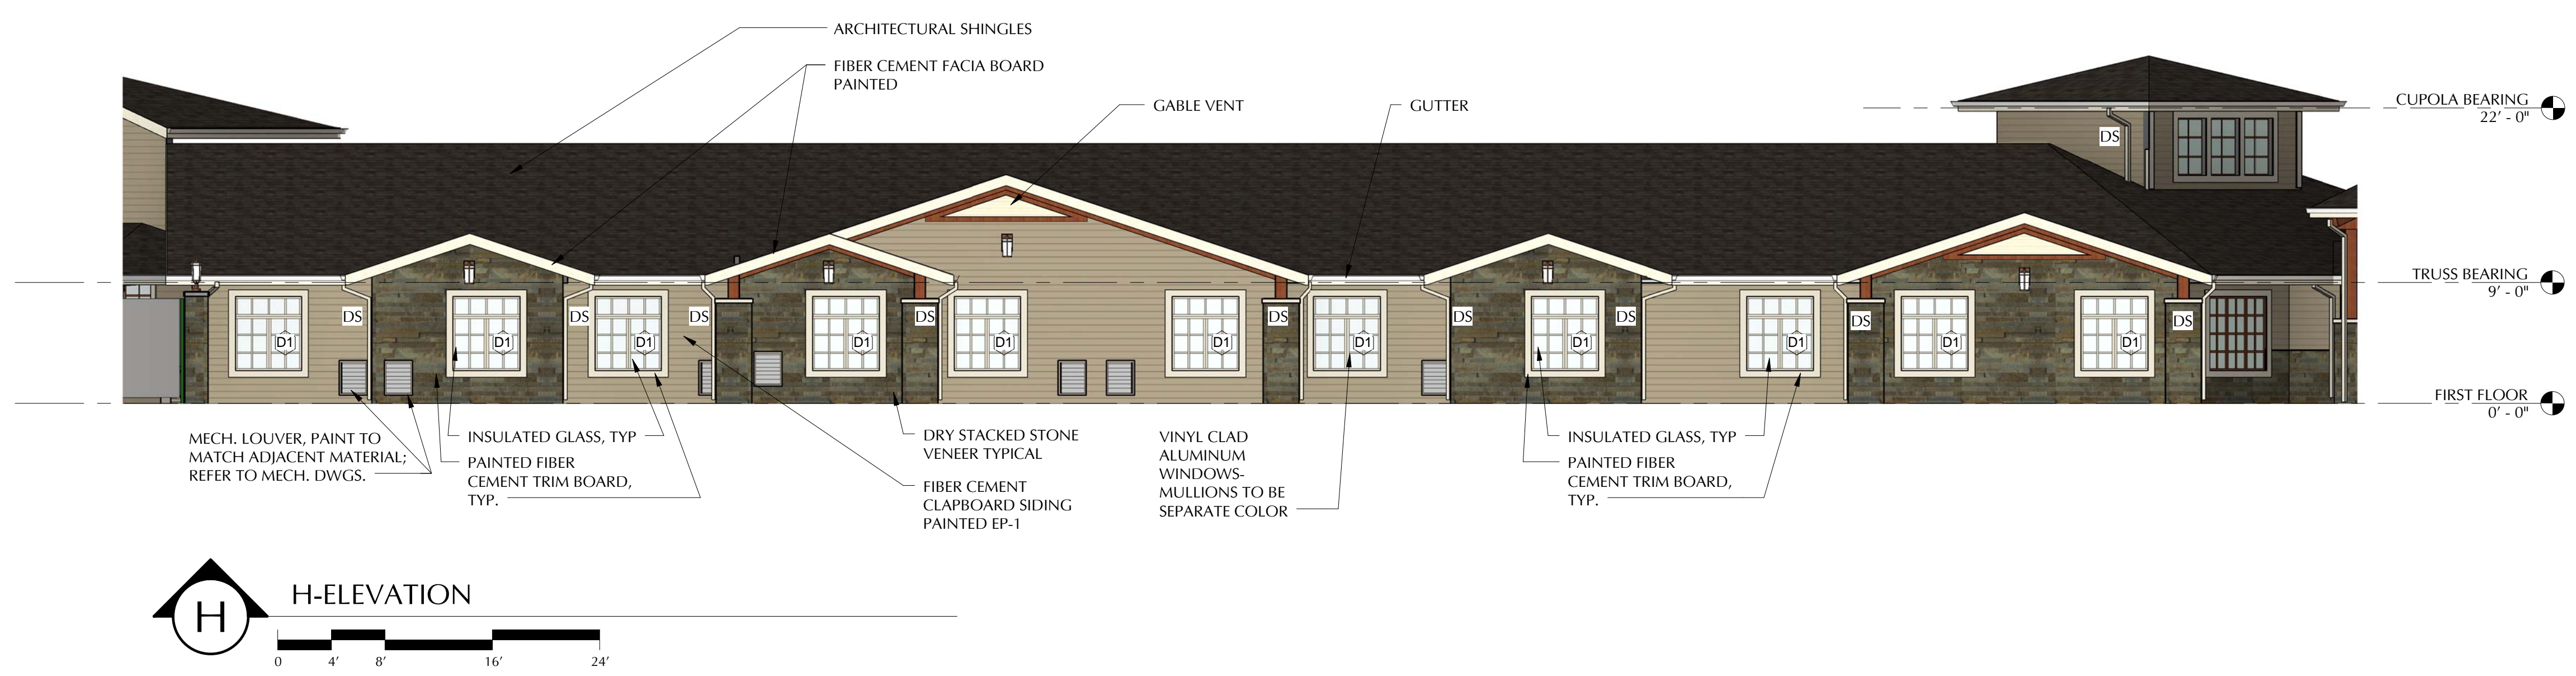 ARCHITECTURAL SHINGLES
FIBER CEMENT FACIA BOARD
PAINTED
GABLE VENT
GUTTER
CUPOLA BEARING
22' - 0"
DS
TRUSS BEARING
9' - 0"
DS
DS
DS
DS
DS
DS
DS
DS
DS
D1
D1
D1
D1
D1
D1
D1
D1
D1
D1
D1
FIRST FLOOR
0' - 0"
MECH. LOUVER, PAINT TO
MATCH ADJACENT MATERIAL;
REFER TO MECH. DWGS.
INSULATED GLASS, TYP
PAINTED FIBER
CEMENT TRIM BOARD,
TYP.
DRY STACKED STONE
VENEER TYPICAL
FIBER CEMENT
CLAPBOARD SIDING
PAINTED EP-1
VINYL CLAD
ALUMINUM
WINDOWS-
MULLIONS TO BE
SEPARATE COLOR
INSULATED GLASS, TYP
PAINTED FIBER
CEMENT TRIM BOARD,
TYP.
H
H-ELEVATION
0 4' 8' 16' 24'